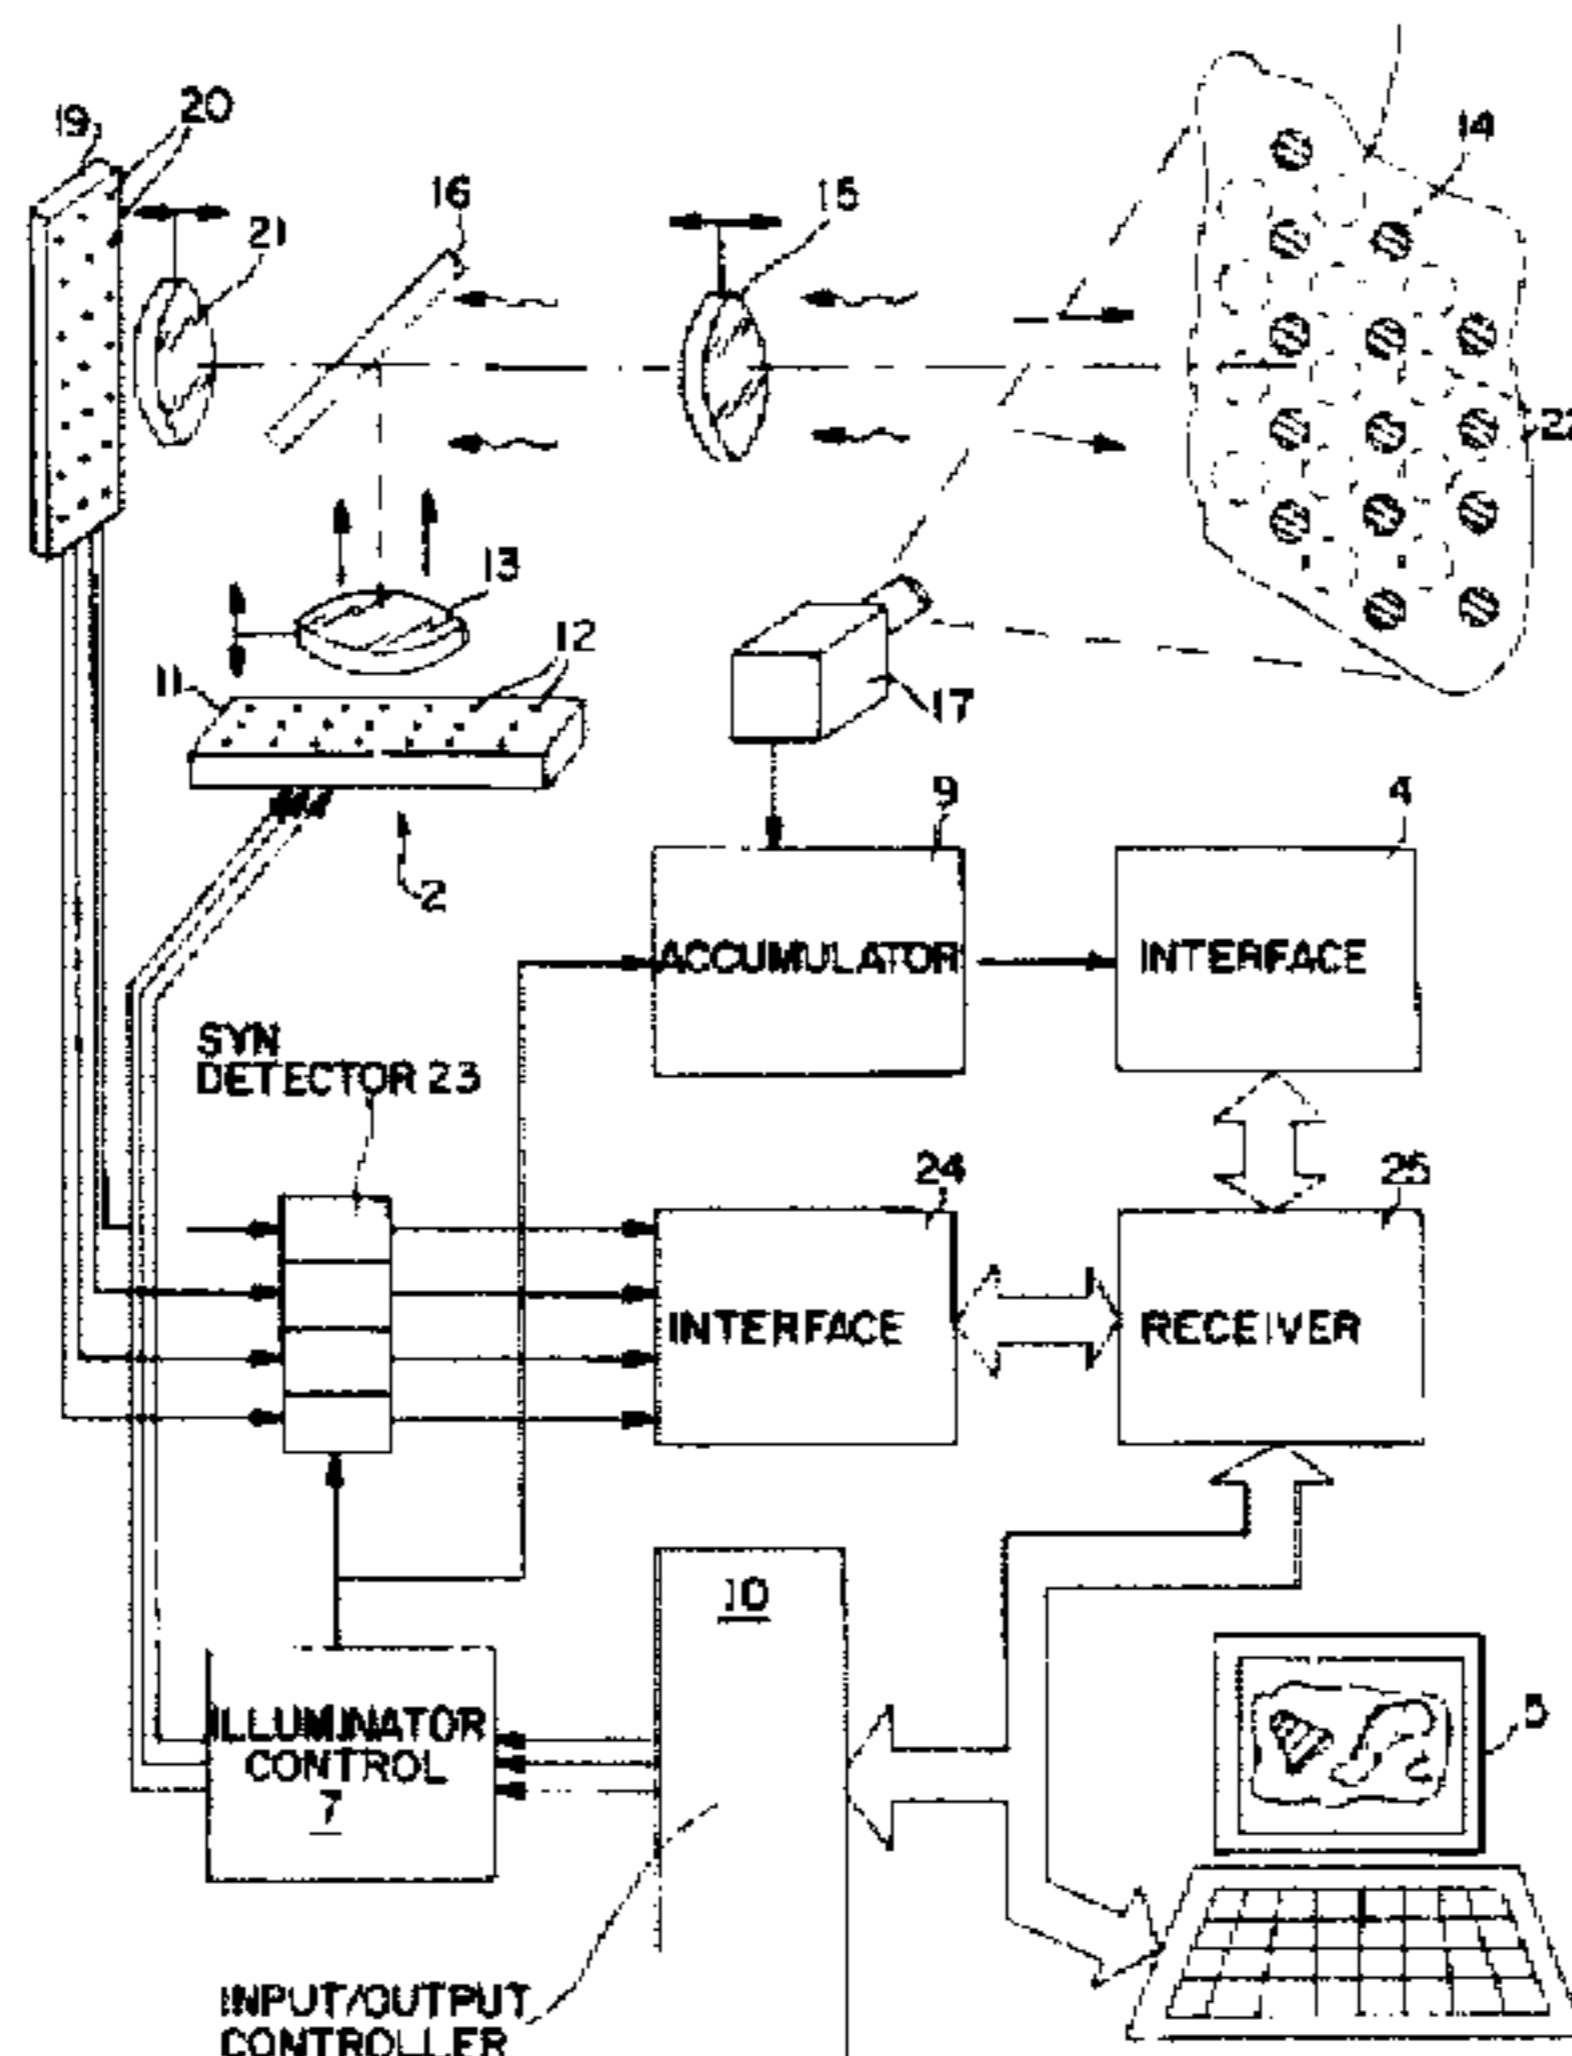 19
20
16
15
14
21
22
13
12
11
17
9
4
2
ACCUMULATOR
INTERFACE
SYN
DETECTOR 23
24
25
INTERFACE
RECEIVER
10
ILLUMINATOR
CONTROL
7
5
INPUT/OUTPUT
CONTROLLER